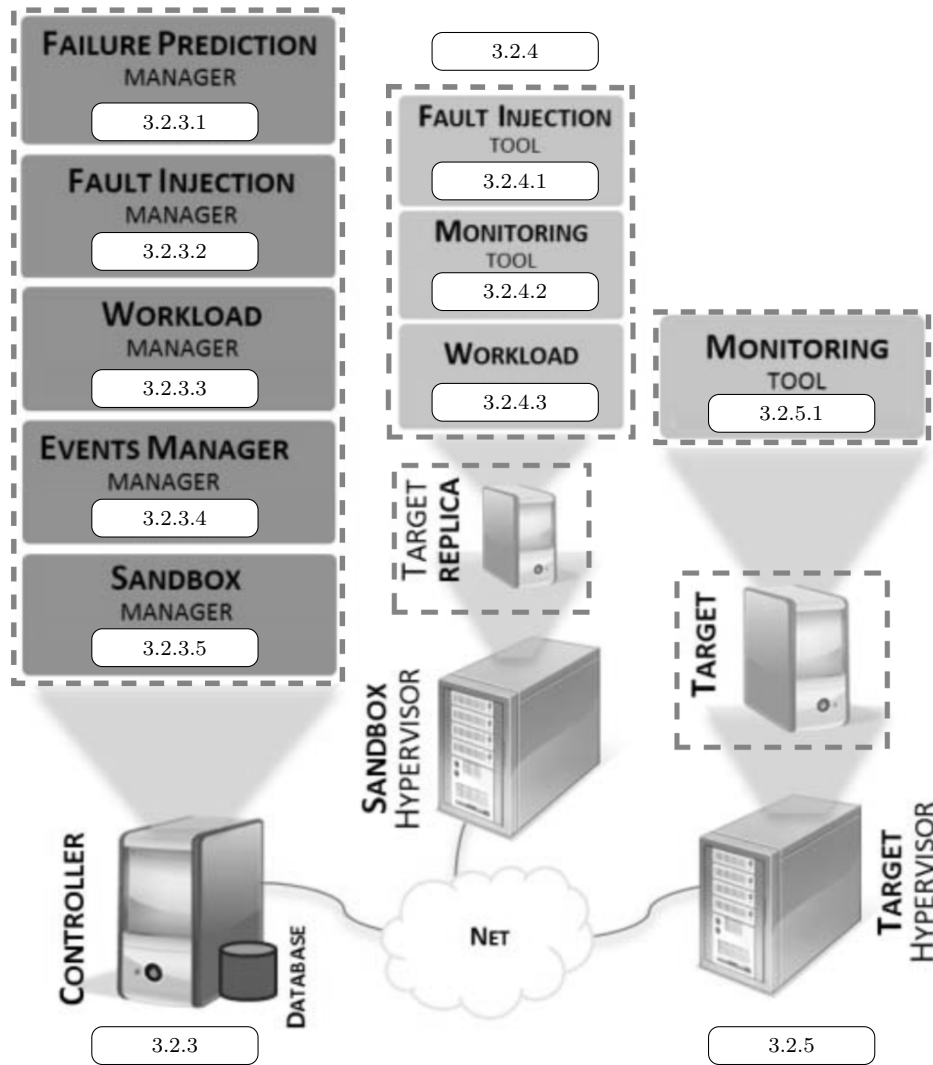 FAILURE PREDICTION
MANAGER
3.2.3.1
FAULT INJECTION
MANAGER
3.2.3.2
WORKLOAD
MANAGER
3.2.3.3
EVENTS MANAGER
MANAGER
3.2.3.4
SANDBOX
MANAGER
3.2.3.5
CONTROLLER
DATABASE
3.2.3
3.2.4
FAULT INJECTION
TOOL
3.2.4.1
MONITORING
TOOL
3.2.4.2
WORKLOAD
3.2.4.3
TARGET
REPLICA
SANDBOX
HYPERVISOR
NET
MONITORING
TOOL
3.2.5.1
TARGET
TARGET
HYPERVISOR
3.2.5